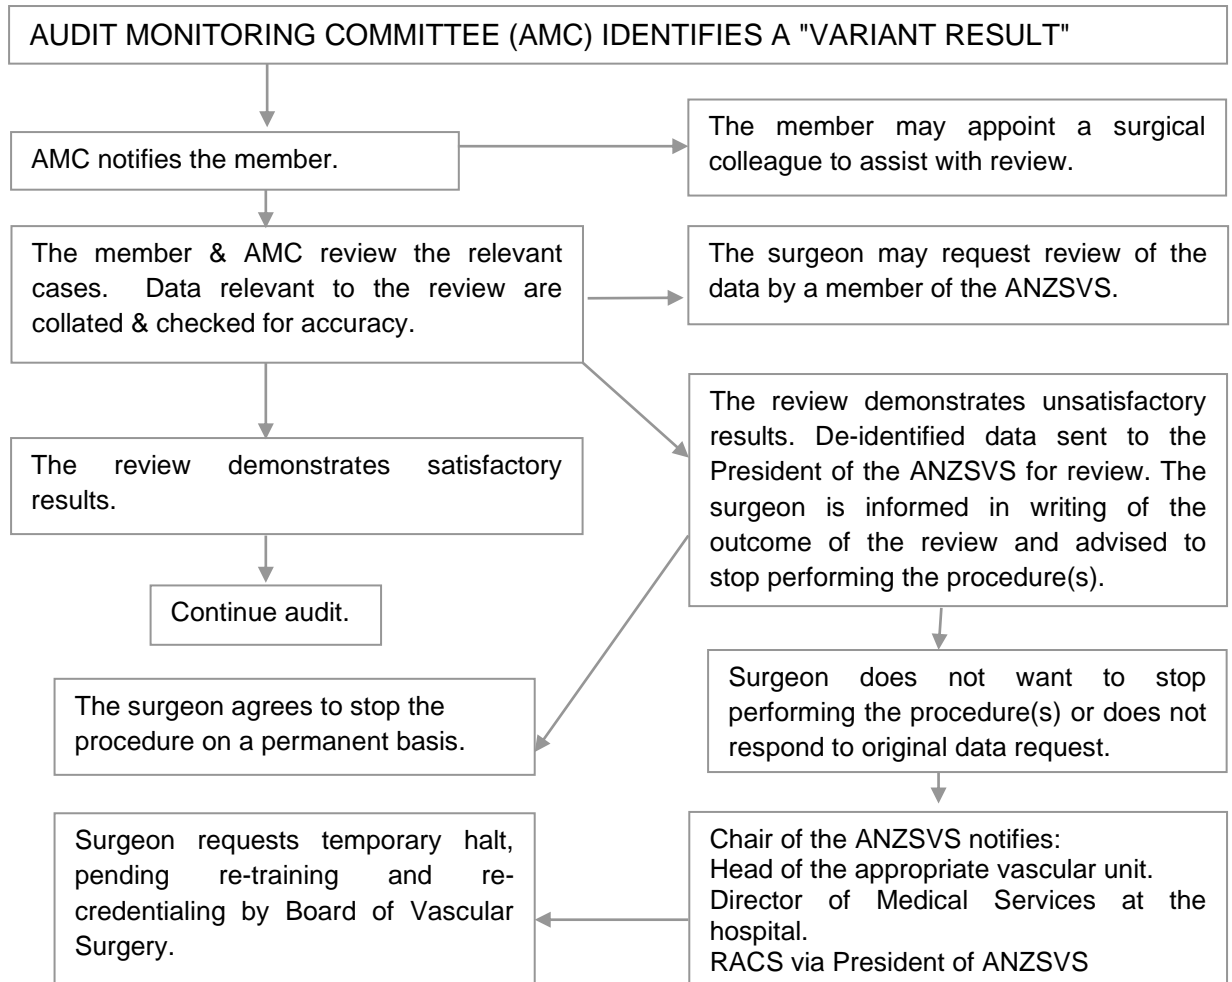 AUDIT MONITORING COMMITTEE (AMC) IDENTIFIES A "VARIANT RESULT"
AMC notifies the member.
The member may appoint a surgical
colleague to assist with review.
The member & AMC review the relevant
cases. Data relevant to the review are
collated & checked for accuracy.
The surgeon may request review of the
data by a member of the ANZSVS.
The review demonstrates satisfactory
results.
The review demonstrates unsatisfactory
results. De-identified data sent to the
President of the ANZSVS for review. The
surgeon is informed in writing of the
outcome of the review and advised to
stop performing the procedure(s).
Continue audit.
Surgeon does not want to stop
performing the procedure(s) or does not
respond to original data request.
The surgeon agrees to stop the
procedure on a permanent basis.
Surgeon requests temporary halt,
pending re-training and re-
credentialing by Board of Vascular
Surgery.
Chair of the ANZSVS notifies:
Head of the appropriate vascular unit.
Director of Medical Services at the
hospital.
RACS via President of ANZSVS